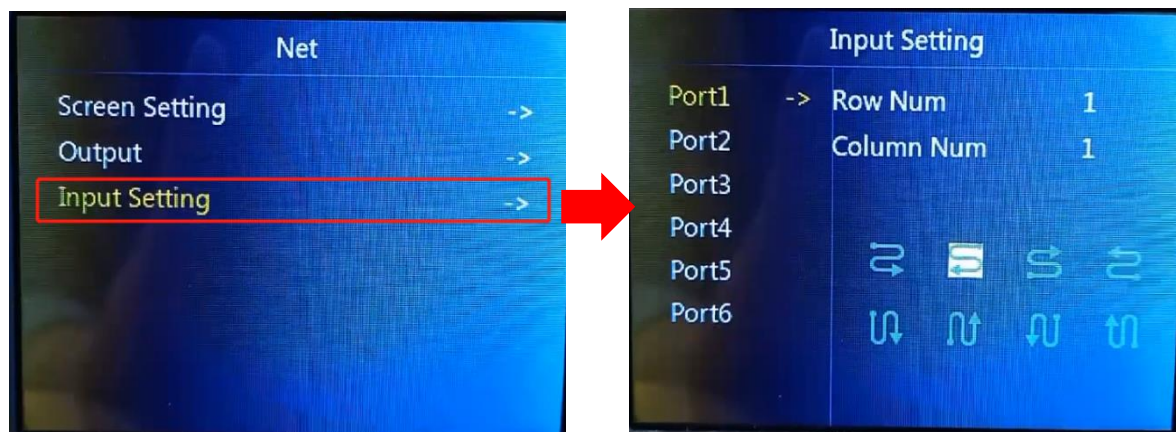 Net
Screen Setting ->
Output ->
Input Setting ->
Input Setting
Port1 -> Row Num 1
Port2 Column Num 1
Port3
Port4
Port5
Port6